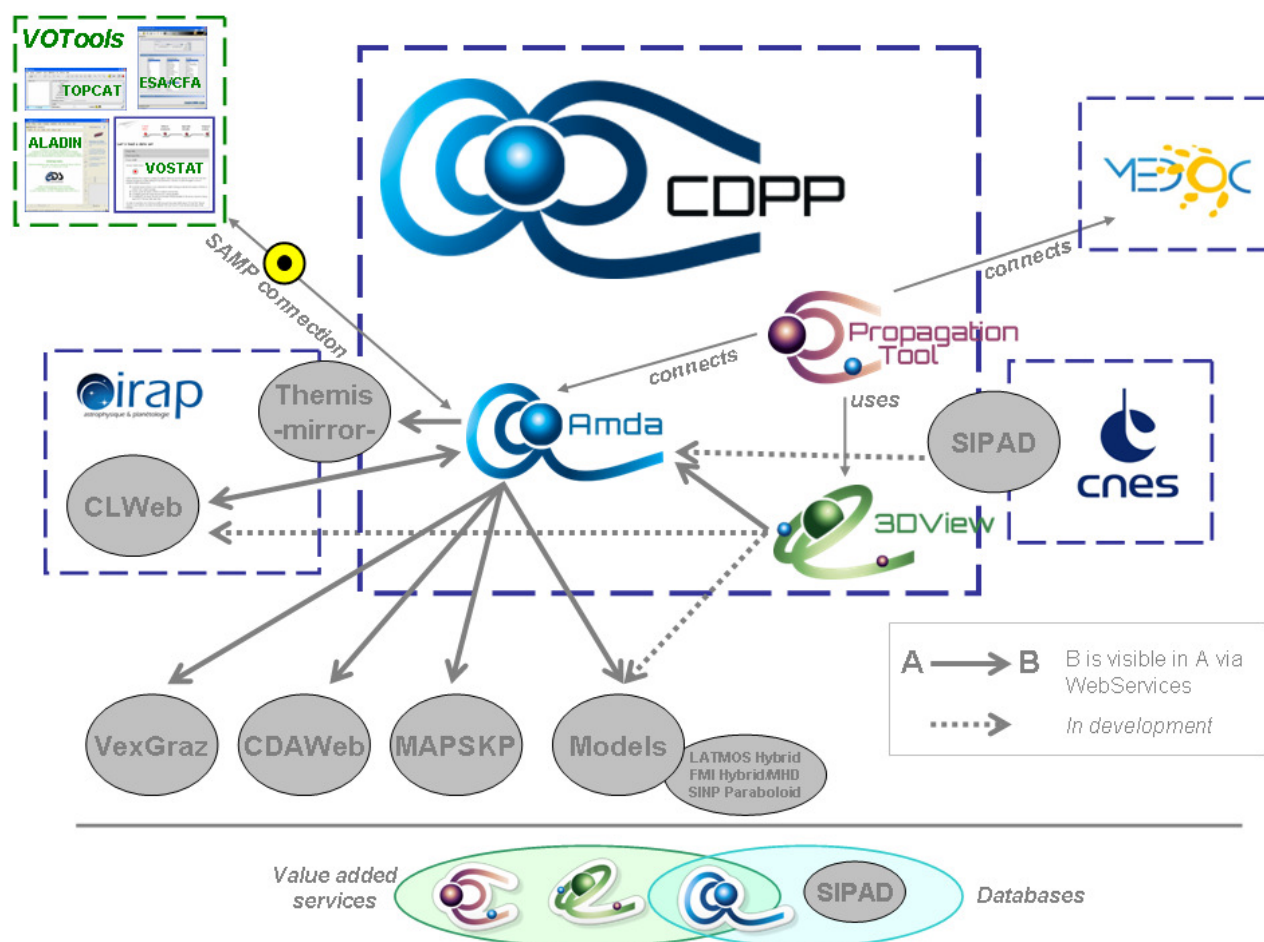 VOTools
TOPCAT
ESA/CFA
ALADIN
VOSTAT
CDPP
MEDOC
SAMP connection
connects
Propagation
Tool
connects
uses
irap
astrophysique & planétologie
Themis
-mirror-
Amda
SIPAD
cnes
CLWeb
3DView
A
B
B is visible in A via
WebServices
In development
VexGraz
CDAWeb
MAPSKP
Models
LATMOS Hybrid
FMI Hybrid/MHD
SINP Paraboloid
Value added
services
SIPAD
Databases